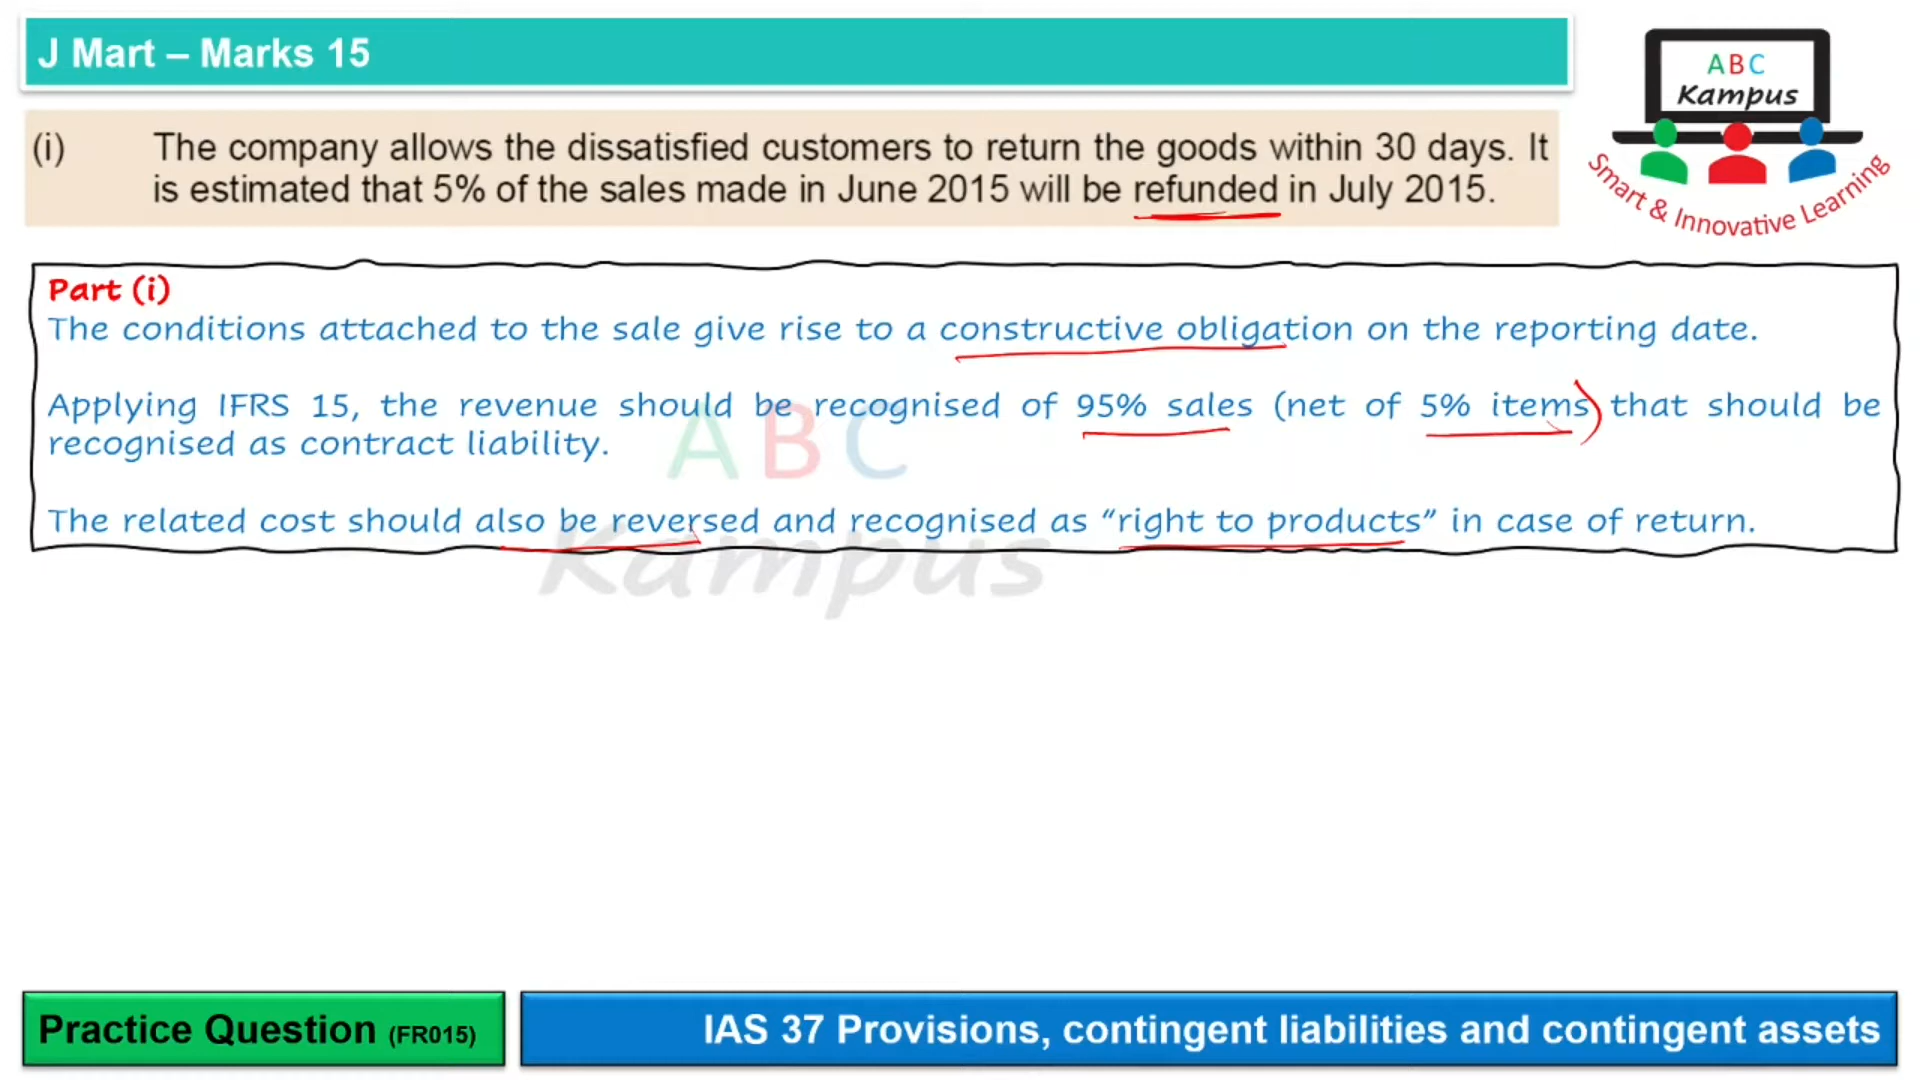 J Mart – Marks 15
ABC
Kampus
Smart & Innovative Learning
(i) The company allows the dissatisfied customers to return the goods within 30 days. It
is estimated that 5% of the sales made in June 2015 will be refunded in July 2015.
Part (i)
The conditions attached to the sale give rise to a constructive obligation on the reporting date.
Applying IFRS 15, the revenue should be recognised of 95% sales (net of 5% items) that should be
recognised as contract liability.
The related cost should also be reversed and recognised as “right to products” in case of return.
ABC
Kampus
Practice Question (FR015)
IAS 37 Provisions, contingent liabilities and contingent assets